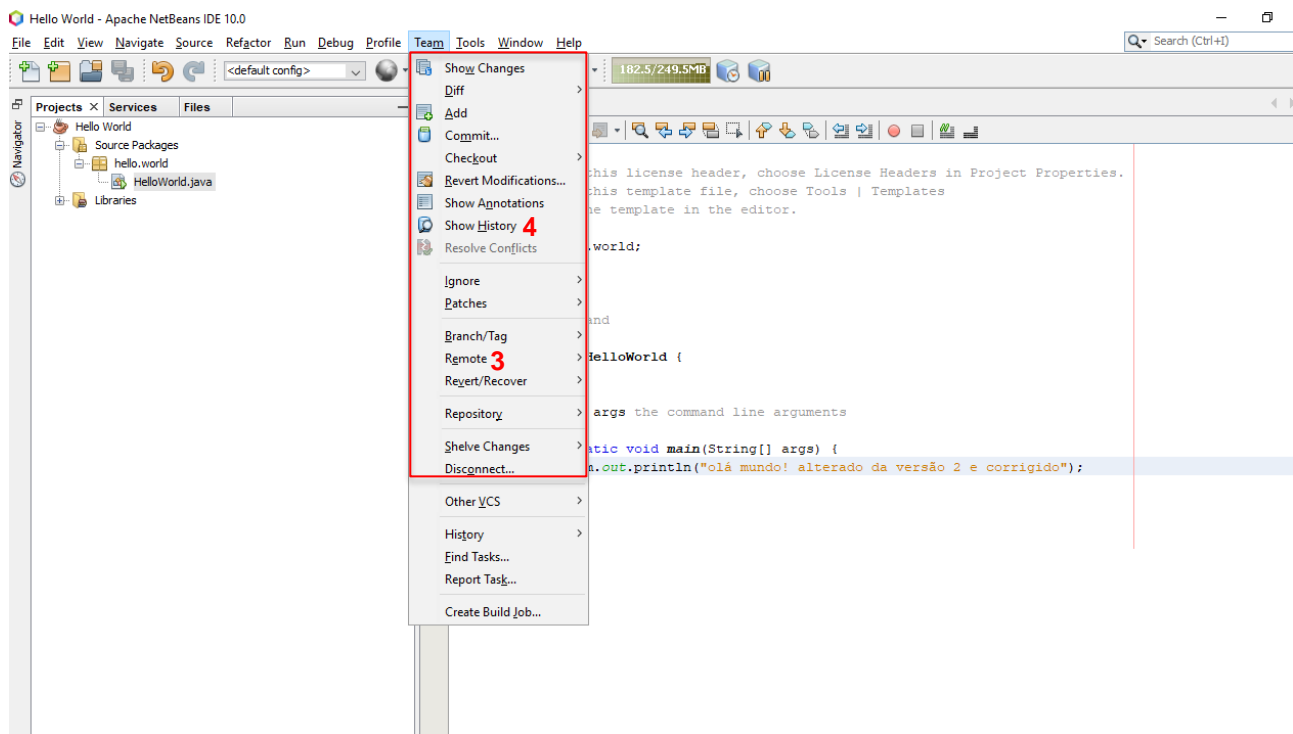 Hello World - Apache NetBeans IDE 10.0
File Edit View Navigate Source Refactor Run Debug Profile Team Tools Window Help
Search (Ctrl+I)
<default config>
182.5/249.5MB
Projects Services Files
Navigator
Hello World
Source Packages
hello.world
HelloWorld.java
Libraries
Show Changes
Diff
Add
Commit...
Checkout
Revert Modifications...
Show Annotations
Show History 4
Resolve Conflicts
Ignore
Patches
Branch/Tag
Remote 3
Revert/Recover
Repository
Shelve Changes
Disconnect...
Other VCS
History
Find Tasks...
Report Task...
Create Build Job...
this license header, choose License Headers in Project Properties.
this template file, choose Tools | Templates
he template in the editor.
.world;
and
HelloWorld {
args the command line arguments
atic void main(String[] args) {
.out.println("olá mundo! alterado da versão 2 e corrigido");